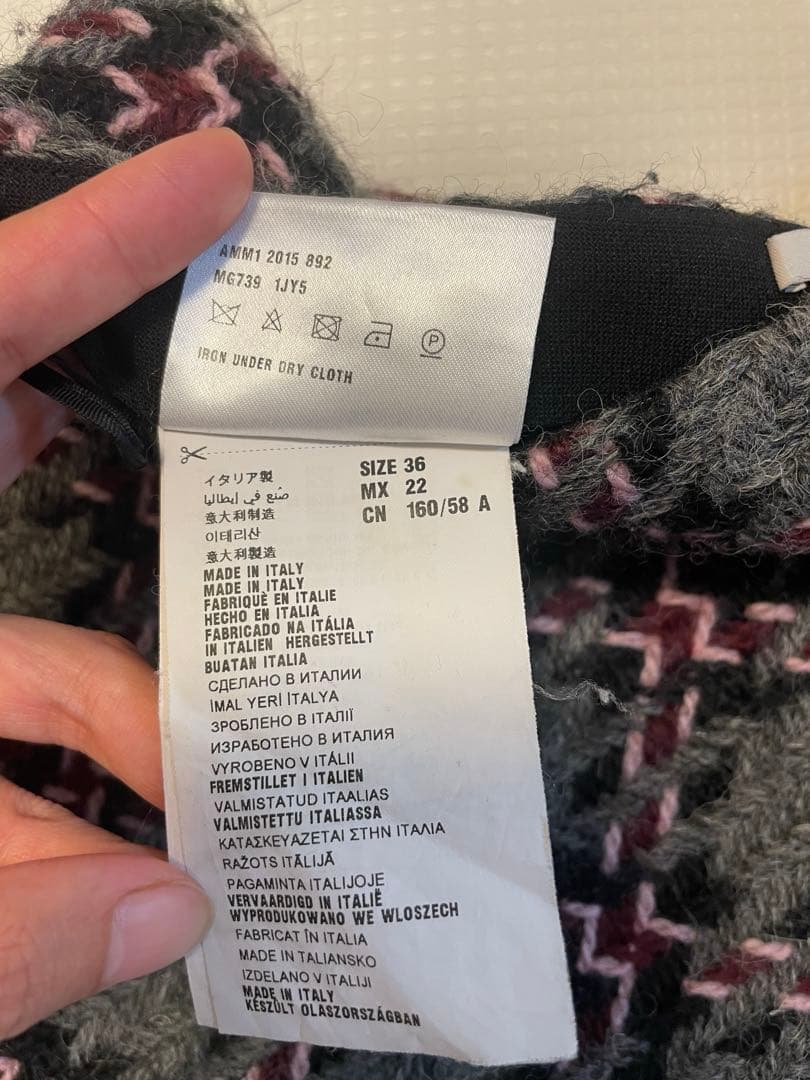 AMM1 2015 892
MG739 1JY5
P
IRON UNDER DRY CLOTH
イタリア製
صُنع في إيطاليا
意大利制造
이태리산
意大利製造
SIZE 36
MX 22
CN 160/58 A
MADE IN ITALY
MADE IN ITALY
FABRIQUÈ EN ITALIE
HECHO EN ITALIA
FABRICADO NA ITÁLIA
IN ITALIEN HERGESTELLT
BUATAN ITALIA
СДЕЛАНО В ИТАЛИИ
İMAL YERİ İTALYA
ЗРОБЛЕНО В ІТАЛІЇ
ИЗРАБОТЕНО В ИТАЛИЯ
VYROBENO V ITÁLII
FREMSTILLET I ITALIEN
VALMISTATUD ITAALIAS
VALMISTETTU ITALIASSA
ΚΑΤΑΣΚΕΥΑΖΕΤΑΙ ΣΤΗΝ ΙΤΑΛΙΑ
RAŽOTS ITĀLIJĀ
PAGAMINTA ITALIJOJE
VERVAARDIGD IN ITALIË
WYPRODUKOWANO WE WLOSZECH
FABRICAT ÎN ITALIA
MADE IN TALIANSKO
IZDELANO V ITALIJI
MADE IN ITALY
KÉSZÜLT OLASZORSZÁGBAN